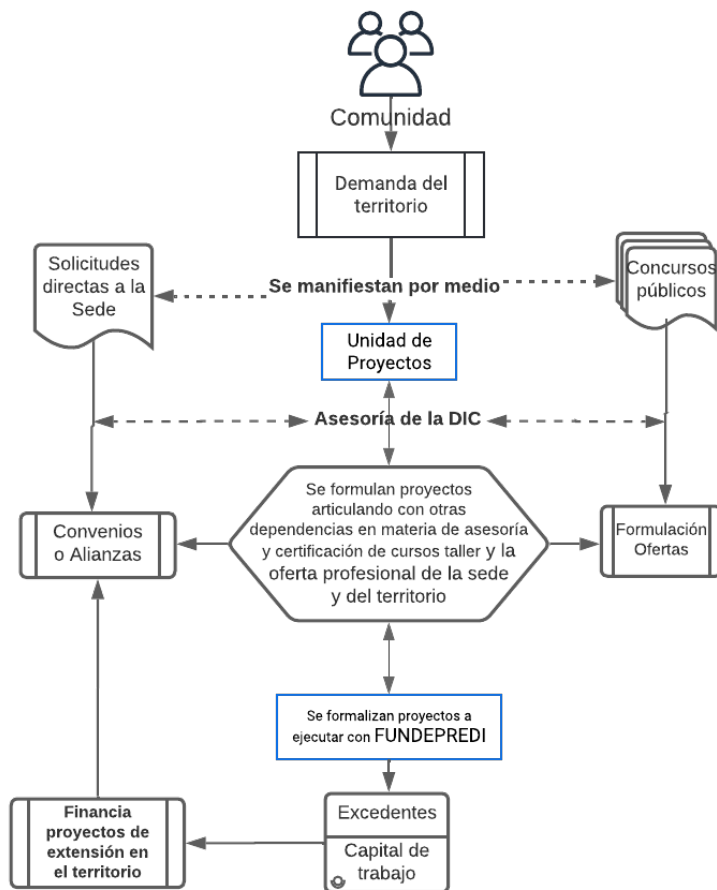 Comunidad
Demanda del
territorio
Solicitudes
directas a la
Sede
Se manifiestan por medio
Concursos
públicos
Unidad de
Proyectos
Asesoría de la DIC
Convenios
o Alianzas
Se formulan proyectos
articulando con otras
dependencias en materia de asesoría
y certificación de cursos taller y la
oferta profesional de la sede
y del territorio
Formulación
Ofertas
Se formalizan proyectos a
ejecutar con FUNDEPREDI
Financia
proyectos de
extensión en
el territorio
Excedentes
Capital de
trabajo